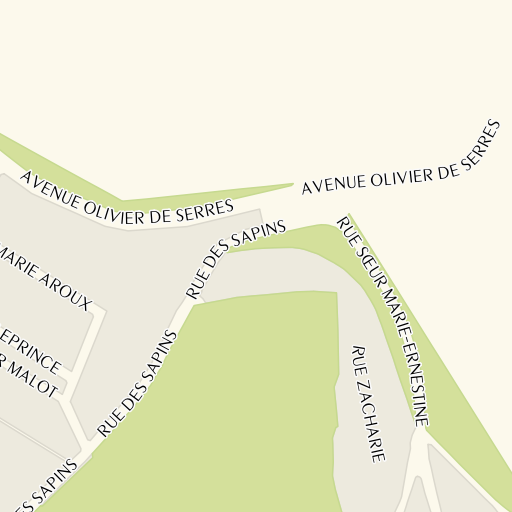 AVENUE OLIVIER DE SERRES
AVENUE OLIVIER DE SERRES
RUE DES SAPINS
RUE SŒUR MARIE-ERNESTINE
MARIE AROUX
EPRINCE
R MALOT
RUE DES SAPINS
RUE ZACHARIE
ES SAPINS